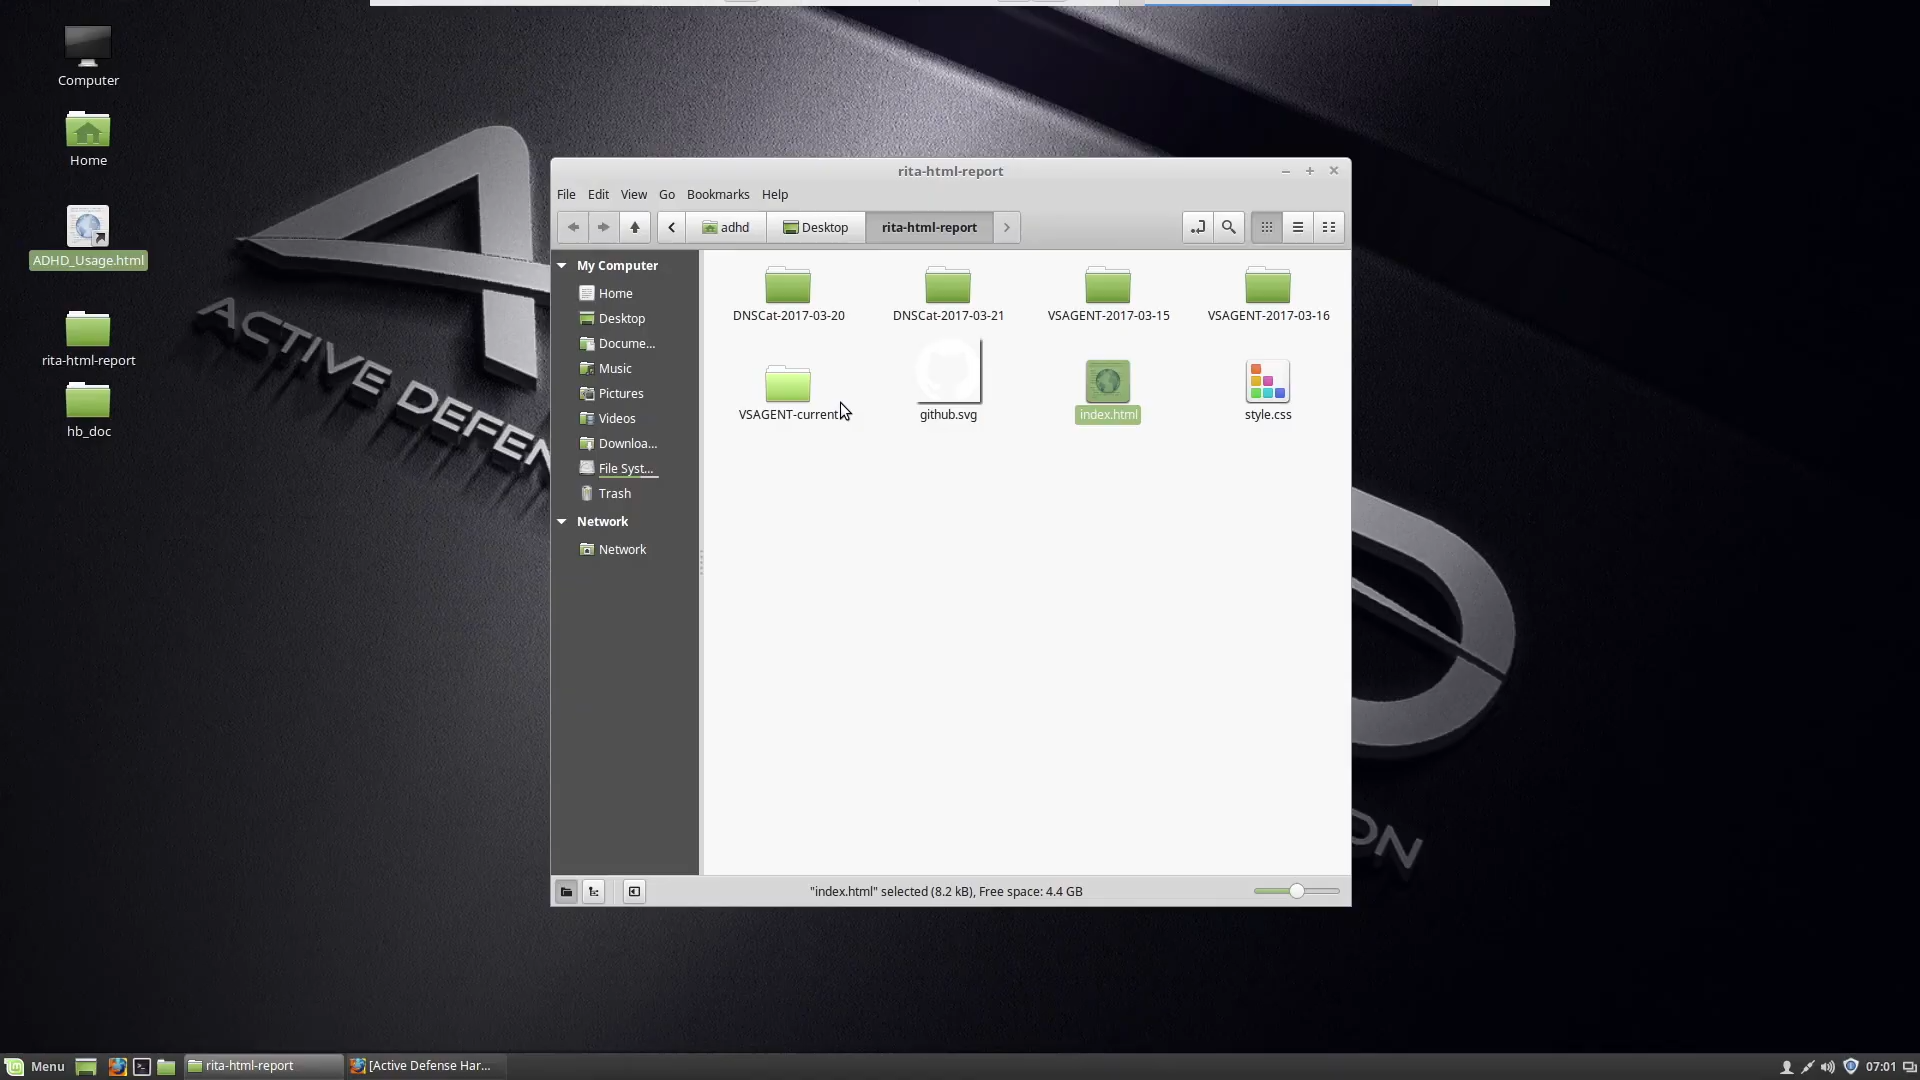 Computer
Home
ADHD_Usage.html
rita-html-report
hb_doc
ACTIVE DEFEN
ON
rita-html-report
File Edit View Go Bookmarks Help
adhd Desktop rita-html-report
My Computer
Home
Desktop
Docume...
Music
Pictures
Videos
Downloa...
File Syst...
Trash
Network
Network
DNSCat-2017-03-20 DNSCat-2017-03-21 VSAGENT-2017-03-15 VSAGENT-2017-03-16
VSAGENT-current github.svg index.html style.css
"index.html" selected (8.2 kB), Free space: 4.4 GB
Menu rita-html-report [Active Defense Har... 07:01